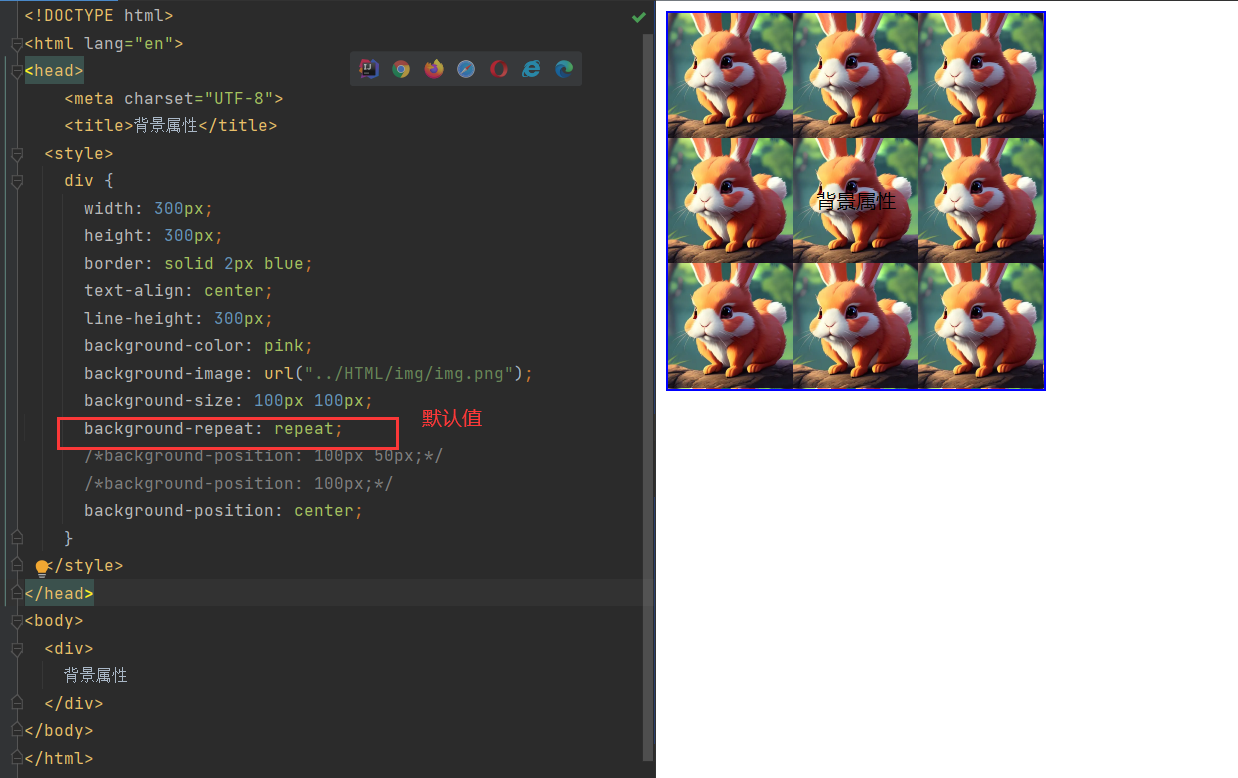 <!DOCTYPE html>
<html lang="en">
<head>
<meta charset="UTF-8">
<title>背景属性</title>
<style>
div {
width: 300px;
height: 300px;
border: solid 2px blue;
text-align: center;
line-height: 300px;
background-color: pink;
background-image: url("../HTML/img/img.png");
background-size: 100px 100px;
background-repeat: repeat;
默认值
/*background-position: 100px 50px;*/
/*background-position: 100px;*/
background-position: center;
}
</style>
</head>
<body>
<div>
背景属性
</div>
</body>
</html>
背景属性